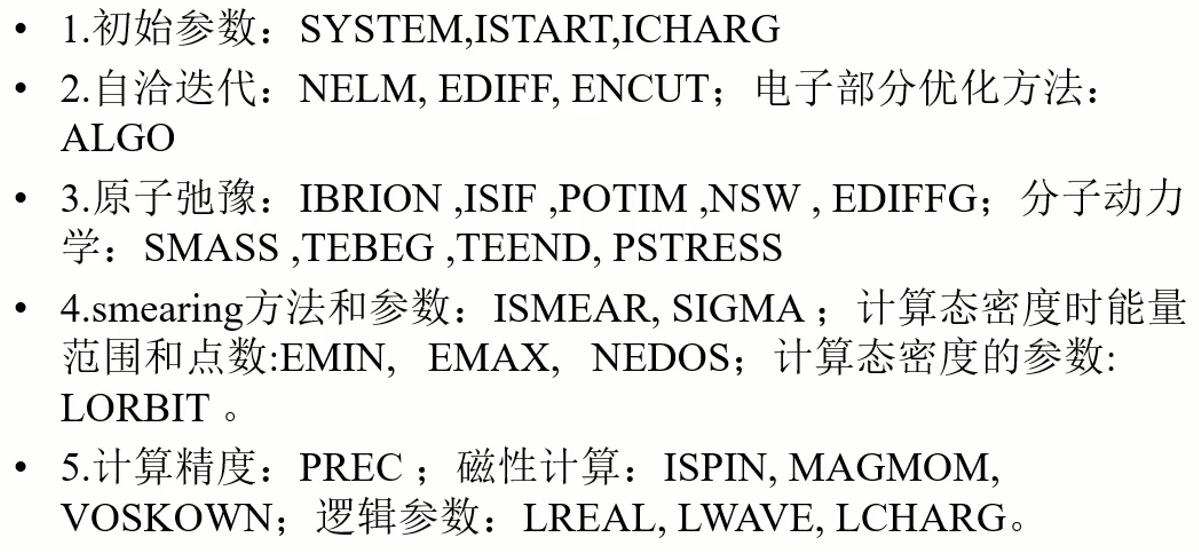 • 1.初始参数：SYSTEM,ISTART,ICHARG
• 2.自洽迭代：NELM, EDIFF, ENCUT；电子部分优化方法：
ALGO
• 3.原子弛豫：IBRION ,ISIF ,POTIM ,NSW , EDIFFG；分子动力
学：SMASS ,TEBEG ,TEEND, PSTRESS
• 4.smearing方法和参数：ISMEAR, SIGMA；计算态密度时能量
范围和点数:EMIN, EMAX, NEDOS；计算态密度的参数:
LORBIT 。
• 5.计算精度：PREC；磁性计算：ISPIN, MAGMOM,
VOSKOWN；逻辑参数：LREAL, LWAVE, LCHARG。